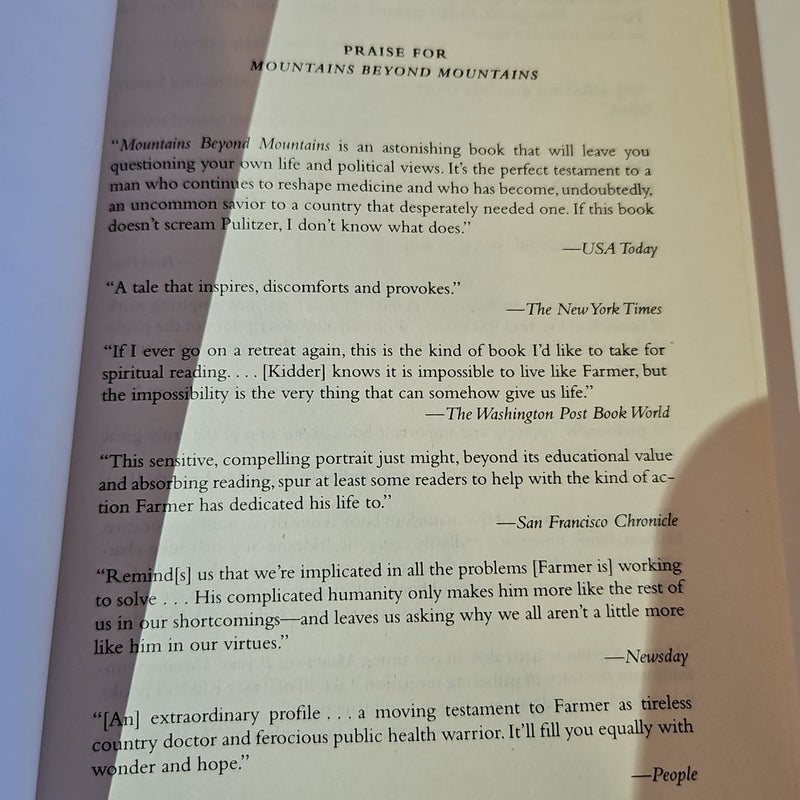 PRAISE FOR
MOUNTAINS BEYOND MOUNTAINS
“Mountains Beyond Mountains is an astonishing book that will leave you
questioning your own life and political views. It’s the perfect testament to a
man who continues to reshape medicine and who has become, undoubtedly,
an uncommon savior to a country that desperately needed one. If this book
doesn’t scream Pulitzer, I don’t know what does.”
—USA Today
“A tale that inspires, discomforts and provokes.”
—The New York Times
“If I ever go on a retreat again, this is the kind of book I’d like to take for
spiritual reading. . . . [Kidder] knows it is impossible to live like Farmer, but
the impossibility is the very thing that can somehow give us life.”
—The Washington Post Book World
“This sensitive, compelling portrait just might, beyond its educational value
and absorbing reading, spur at least some readers to help with the kind of ac-
tion Farmer has dedicated his life to.”
—San Francisco Chronicle
“Remind[s] us that we’re implicated in all the problems [Farmer is] working
to solve . . . His complicated humanity only makes him more like the rest of
us in our shortcomings—and leaves us asking why we all aren’t a little more
like him in our virtues.”
—Newsday
“[An] extraordinary profile . . . a moving testament to Farmer as tireless
country doctor and ferocious public health warrior. It’ll fill you equally with
wonder and hope.”
—People